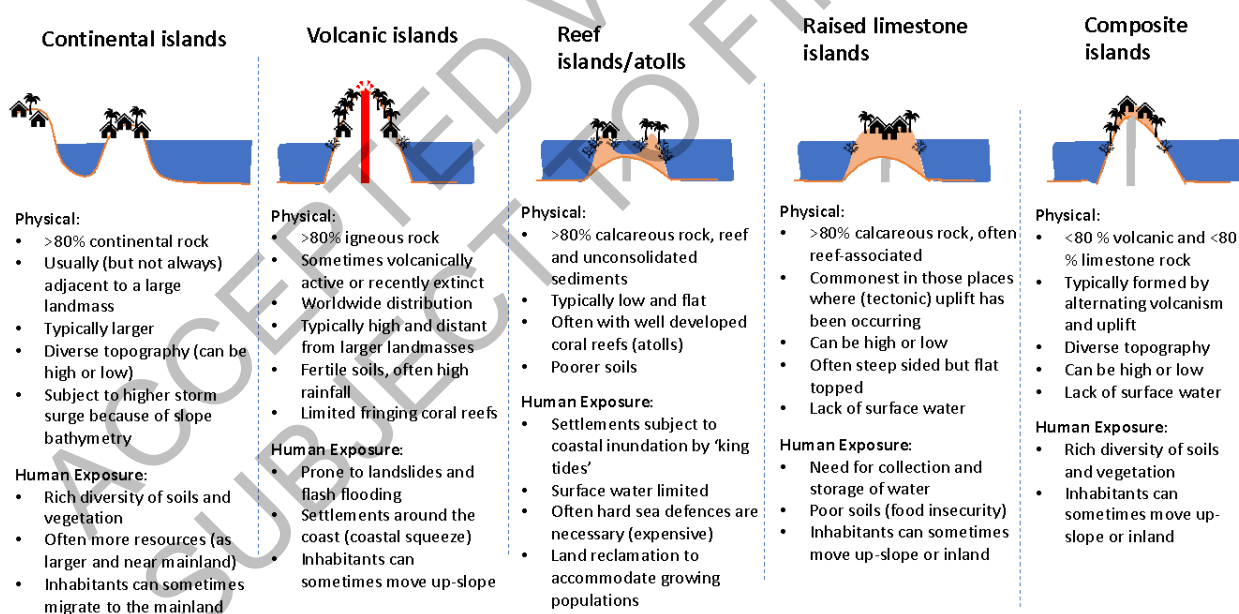 Continental islands
Physical:
• >80% continental rock
• Usually (but not always)
adjacent to a large
landmass
• Typically larger
• Diverse topography (can be
high or low)
• Subject to higher storm
surge because of slope
bathymetry
Human Exposure:
• Rich diversity of soils and
vegetation
• Often more resources (as
larger and near mainland)
• Inhabitants can sometimes
migrate to the mainland
Volcanic islands
Physical:
• >80% igneous rock
• Sometimes volcanically
active or recently extinct
• Worldwide distribution
• Typically high and distant
from larger landmasses
• Fertile soils, often high
rainfall
• Limited fringing coral reefs
Human Exposure:
• Prone to landslides and
flash flooding
• Settlements around the
coast (coastal squeeze)
• Inhabitants can
sometimes move up-slope
Reef
islands/atolls
Physical:
• >80% calcareous rock, reef
and unconsolidated
sediments
• Typically low and flat
• Often with well developed
coral reefs (atolls)
• Poorer soils
Human Exposure:
• Settlements subject to
coastal inundation by ‘king
tides’
• Surface water limited
• Often hard sea defences are
necessary (expensive)
• Land reclamation to
accommodate growing
populations
Raised limestone
islands
Physical:
• >80% calcareous rock, often
reef-associated
• Commonest in those places
where (tectonic) uplift has
been occurring
• Can be high or low
• Often steep sided but flat
topped
• Lack of surface water
Human Exposure:
• Need for collection and
storage of water
• Poor soils (food insecurity)
• Inhabitants can sometimes
move up-slope or inland
Composite
islands
Physical:
• <80 % volcanic and <80
% limestone rock
• Typically formed by
alternating volcanism
and uplift
• Diverse topography
• Can be high or low
• Lack of surface water
Human Exposure:
• Rich diversity of soils
and vegetation
• Inhabitants can
sometimes move up-
slope or inland
ACCEPTED V
SUBJECT TO FI